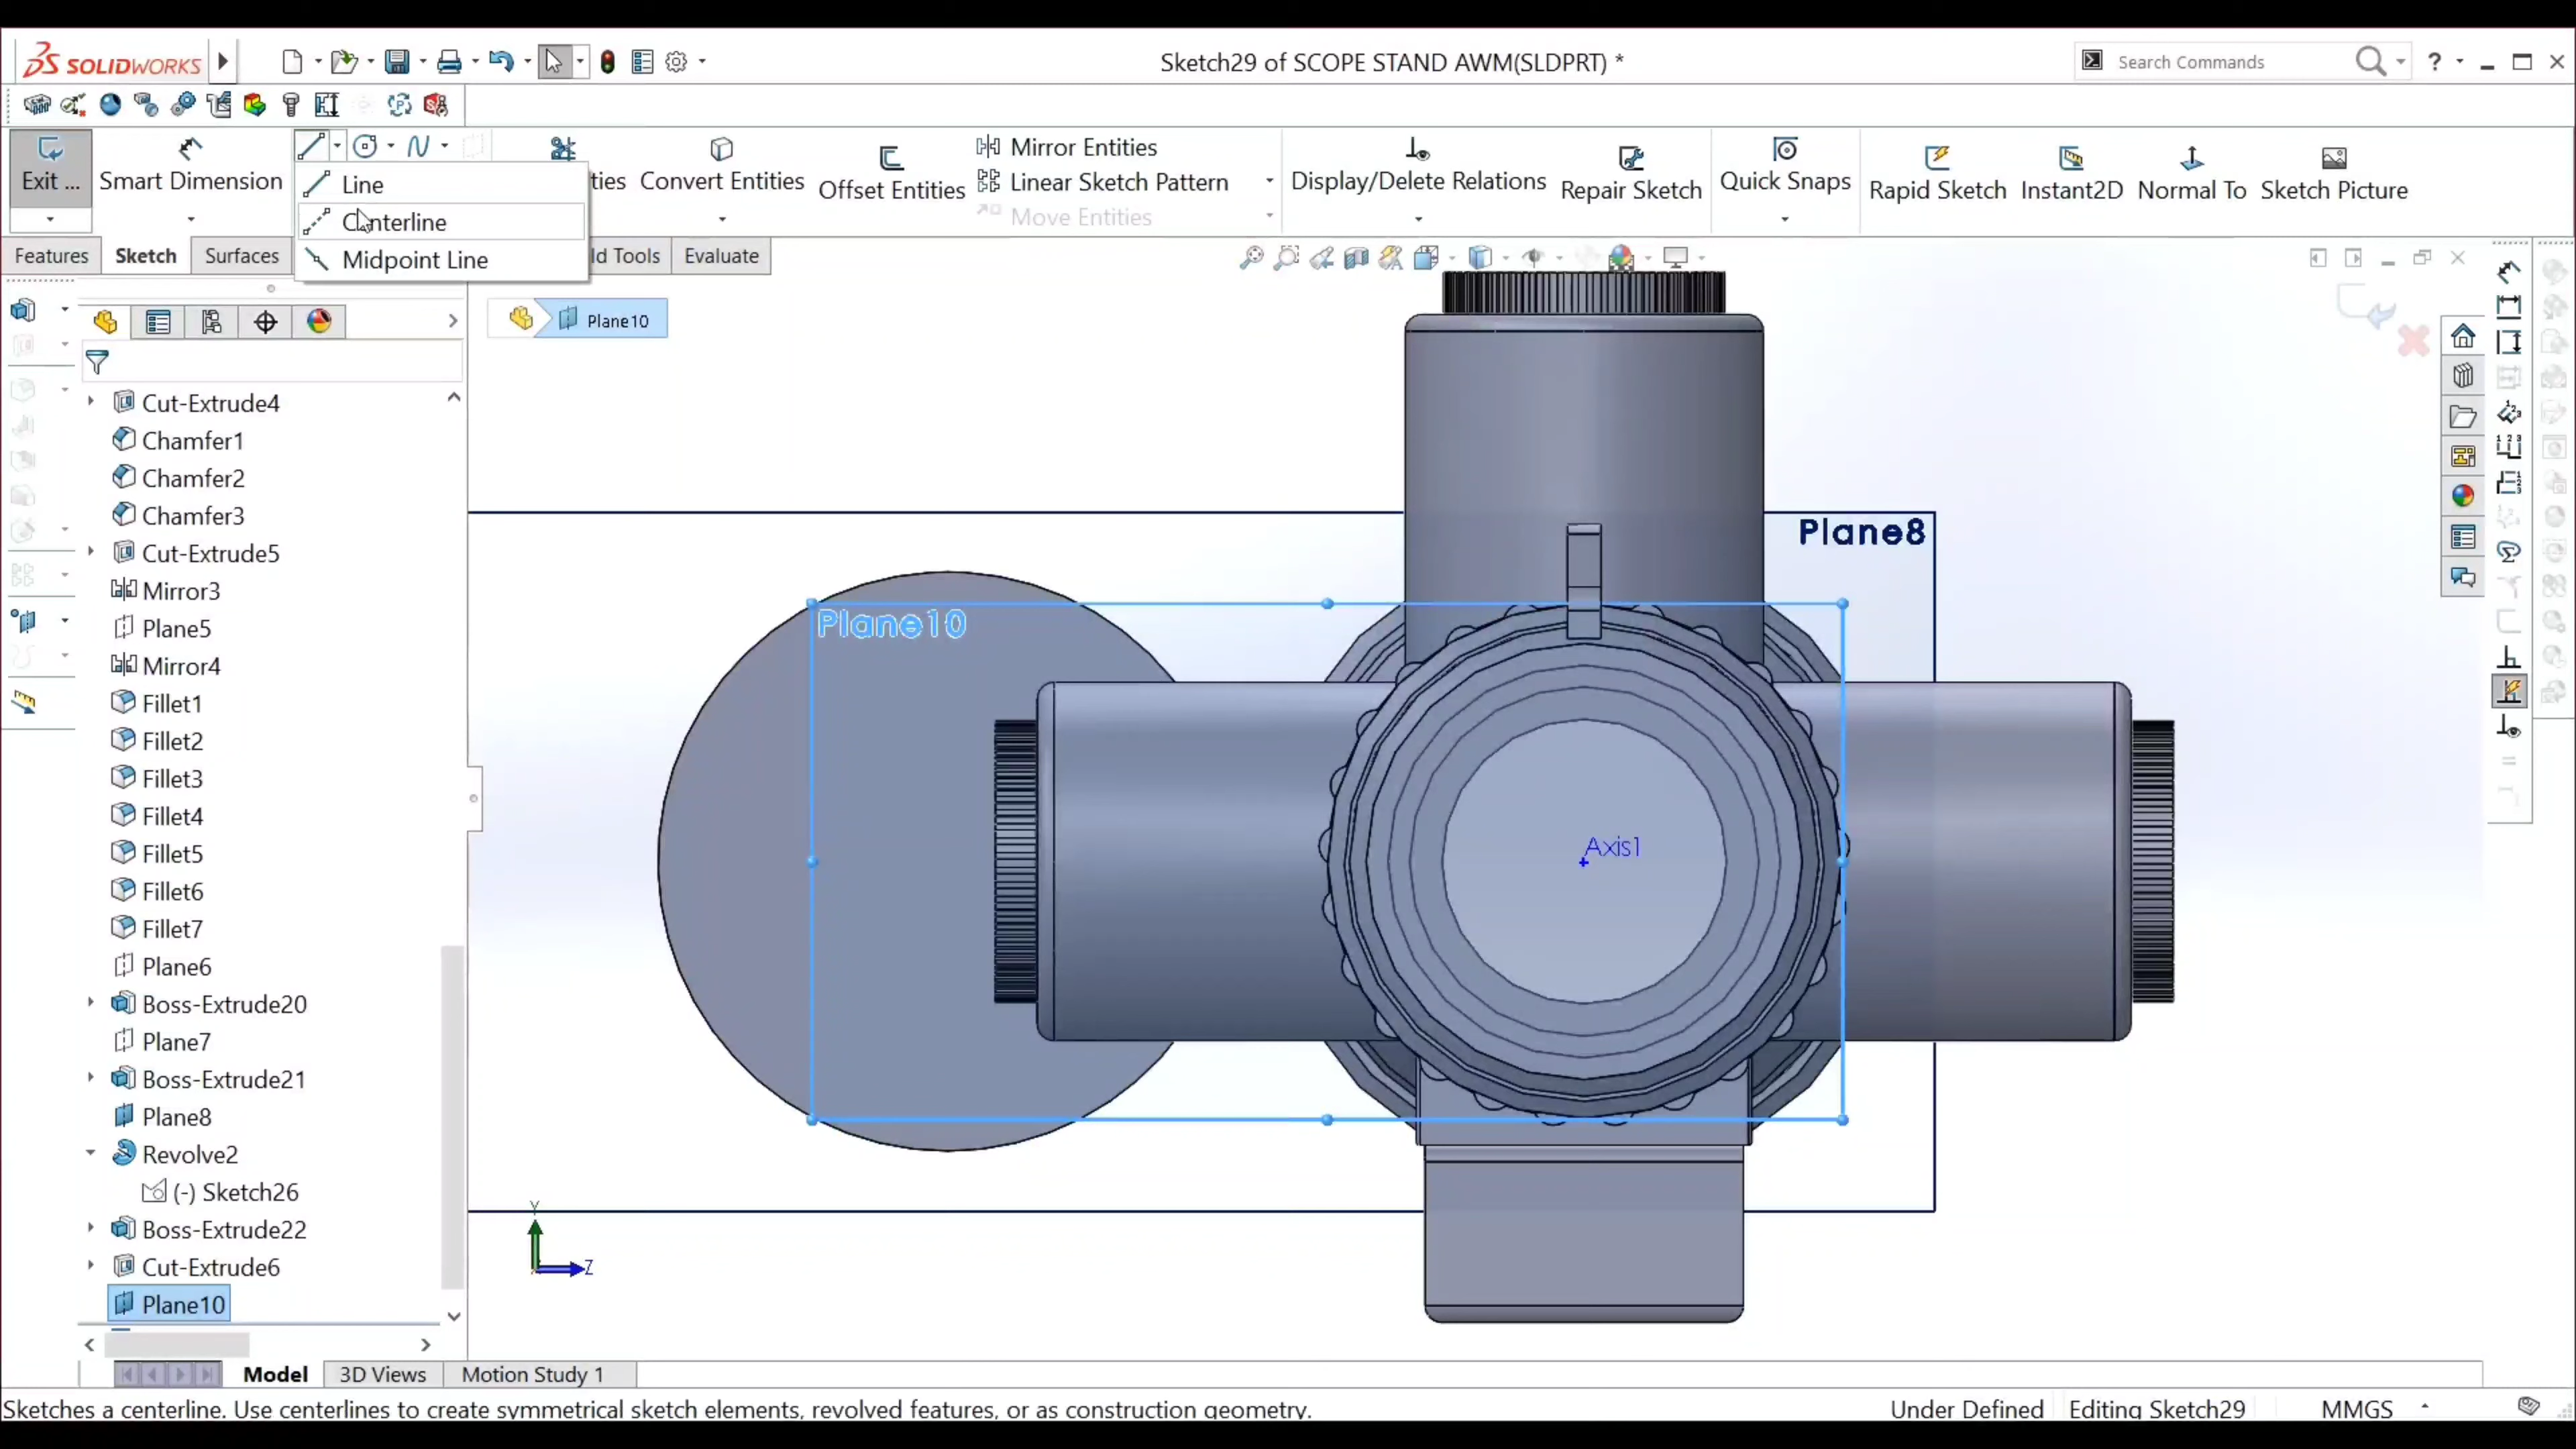 SOLIDWORKS
Sketch29 of SCOPE STAND AWM(SLDPRT) *
Search Commands
?
Exit ...
Smart Dimension
Line
Centerline
Midpoint Line
ties
Convert Entities
Offset Entities
Mirror Entities
Linear Sketch Pattern
Move Entities
Display/Delete Relations
Repair Sketch
Quick Snaps
Rapid Sketch
Instant2D
Normal To
Sketch Picture
Features
Sketch
Surfaces
ld Tools
Evaluate
Plane10
Cut-Extrude4
Chamfer1
Chamfer2
Chamfer3
Cut-Extrude5
Mirror3
Plane5
Mirror4
Fillet1
Fillet2
Fillet3
Fillet4
Fillet5
Fillet6
Fillet7
Plane6
Boss-Extrude20
Plane7
Boss-Extrude21
Plane8
Revolve2
(-) Sketch26
Boss-Extrude22
Cut-Extrude6
Plane10
Plane8
Plane10
Axis1
Y
Z
Model
3D Views
Motion Study 1
Sketches a centerline. Use centerlines to create symmetrical sketch elements, revolved features, or as construction geometry.
Under Defined
Editing Sketch29
MMGS